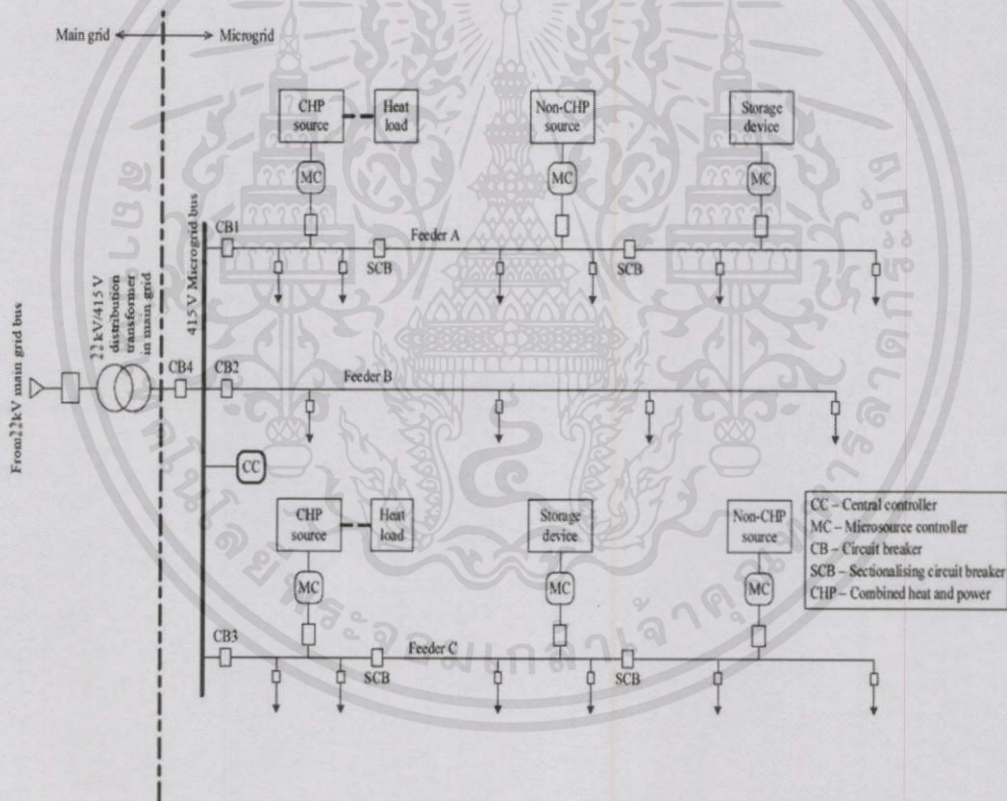 Main grid
Microgrid
CHP
source
Heat
load
Non-CHP
source
Storage
device
MC
MC
MC
415 V Microgrid bus
CB1
Feeder A
SCB
SCB
From22kV main grid bus
22 kV/415 V
distribution
transformer
in main grid
CB4
CB2
Feeder B
CC
CHP
source
Heat
load
Storage
device
Non-CHP
source
MC
MC
MC
CB3
Feeder C
SCB
SCB
CC – Central controller
MC – Microsource controller
CB – Circuit breaker
SCB – Sectionalising circuit breaker
CHP – Combined heat and power